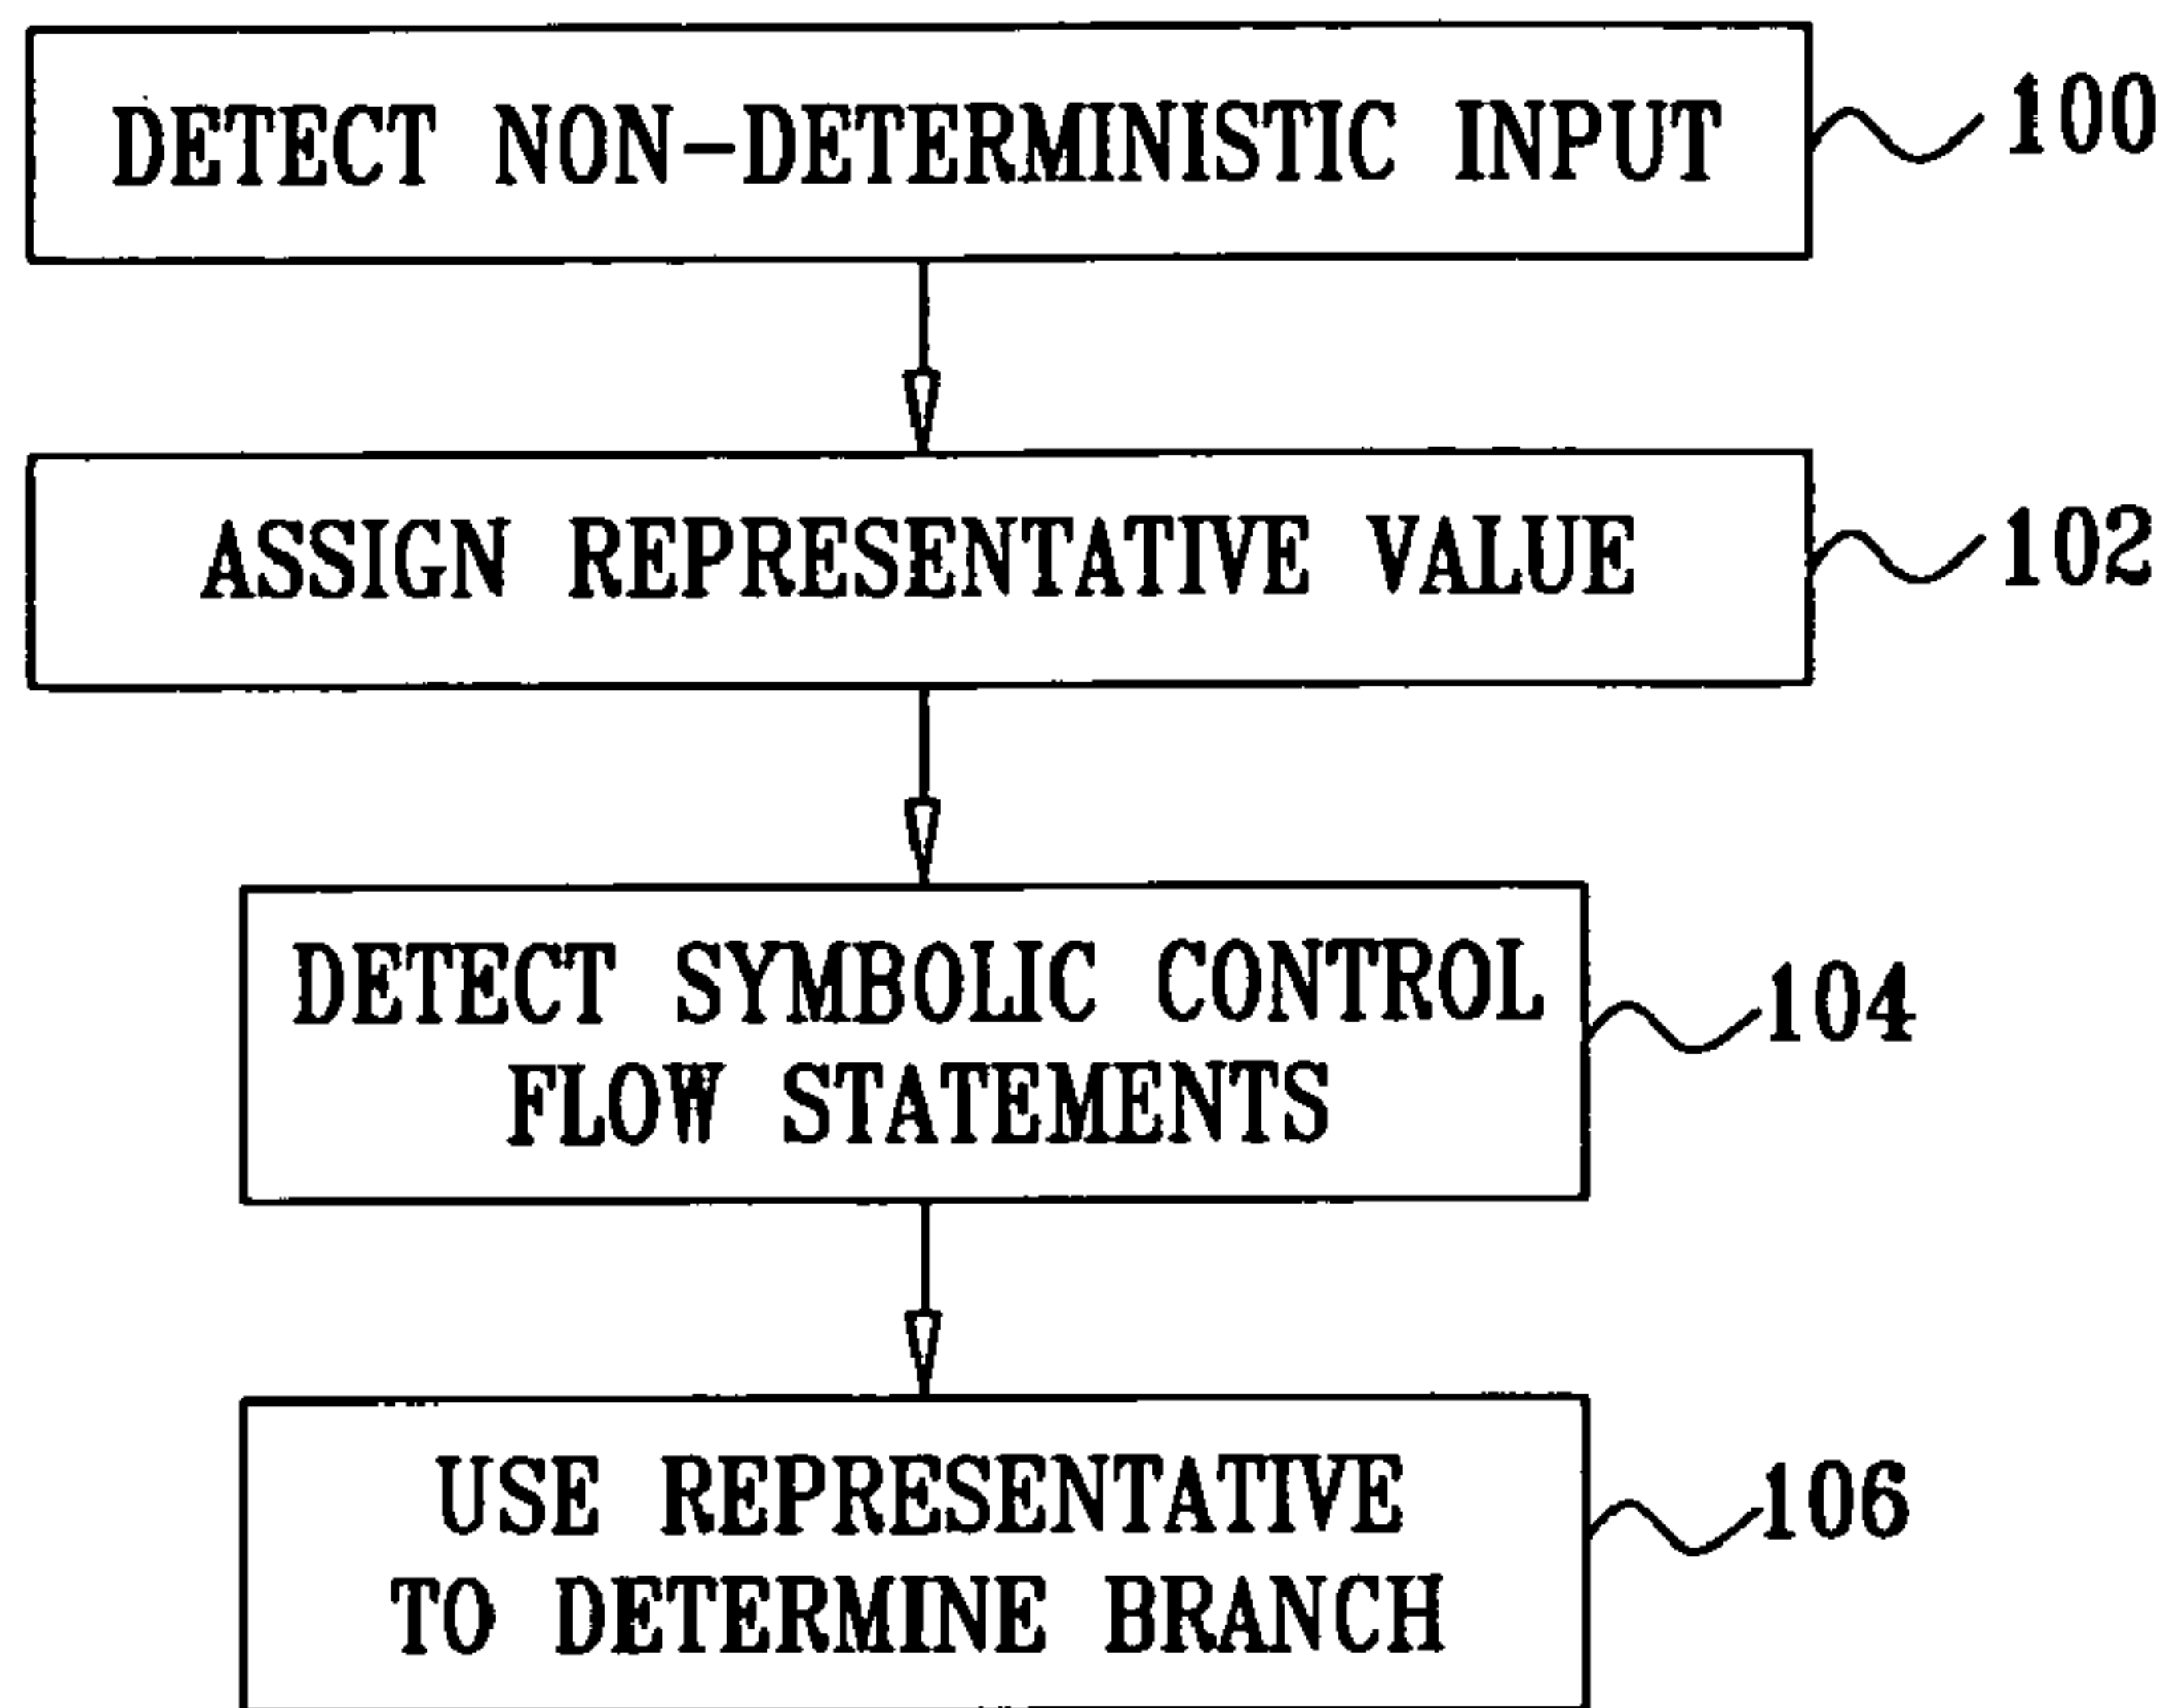 DETECT NON-DETERMINISTIC INPUT
100
ASSIGN REPRESENTATIVE VALUE
102
DETECT SYMBOLIC CONTROL
FLOW STATEMENTS
104
USE REPRESENTATIVE
TO DETERMINE BRANCH
106